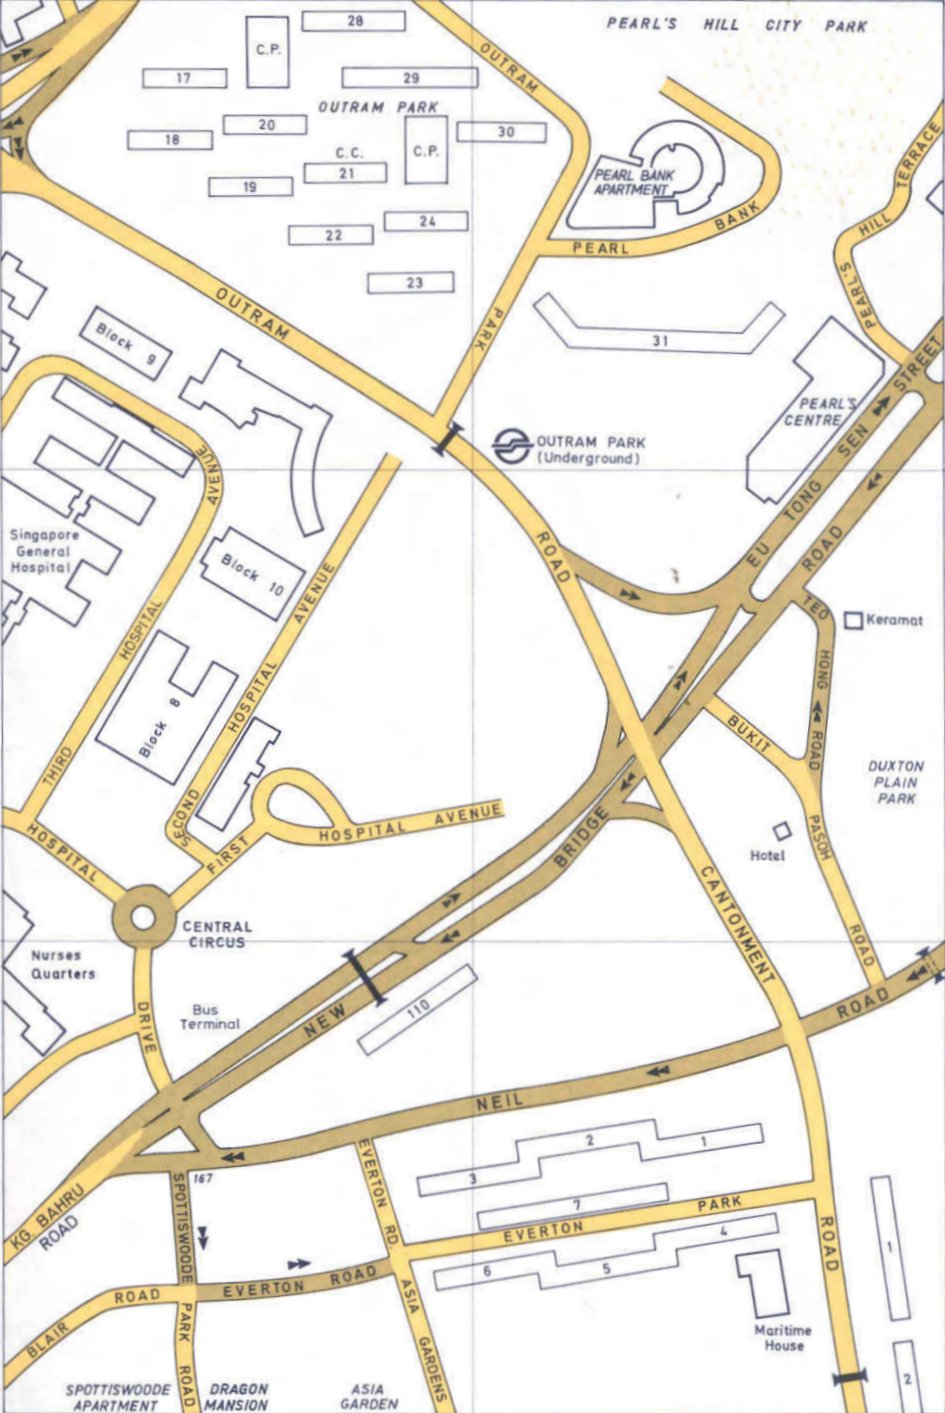 28
PEARL'S HILL CITY PARK
C.P.
OUTRAM
17
29
OUTRAM PARK
TERRACE
20
30
18
C.C.
C.P.
21
PEARL BANK
APARTMENT
19
24
HILL
BANK
22
PEARL
23
PEARL'S
OUTRAM
PARK
31
Block 9
STREET
PEARL'S
CENTRE
OUTRAM PARK
(Underground)
SEN
AVENUE
TONG
Singapore
General
Hospital
ROAD
EU
ROAD
Block 10
AVENUE
TEO
Keramat
HOSPITAL
HONG
HOSPITAL
Block 8
BUKIT
ROAD
THIRD
DUXTON
PLAIN
PARK
SECOND
HOSPITAL AVENUE
BRIDGE
PASOH
HOSPITAL
FIRST
Hotel
CANTONMENT
CENTRAL
CIRCUS
ROAD
Nurses
Quarters
DRIVE
Bus
Terminal
NEW
110
ROAD
NEIL
2
1
EVERTON RD.
3
167
SPOTTISWOODE
7
PARK
KG. BAHRU
ROAD
EVERTON
4
ROAD
1
6
5
EVERTON ROAD
ROAD
ASIA
PARK
BLAIR
GARDENS
Maritime
House
ROAD
2
SPOTTISWOODE
APARTMENT
DRAGON
MANSION
ASIA
GARDEN